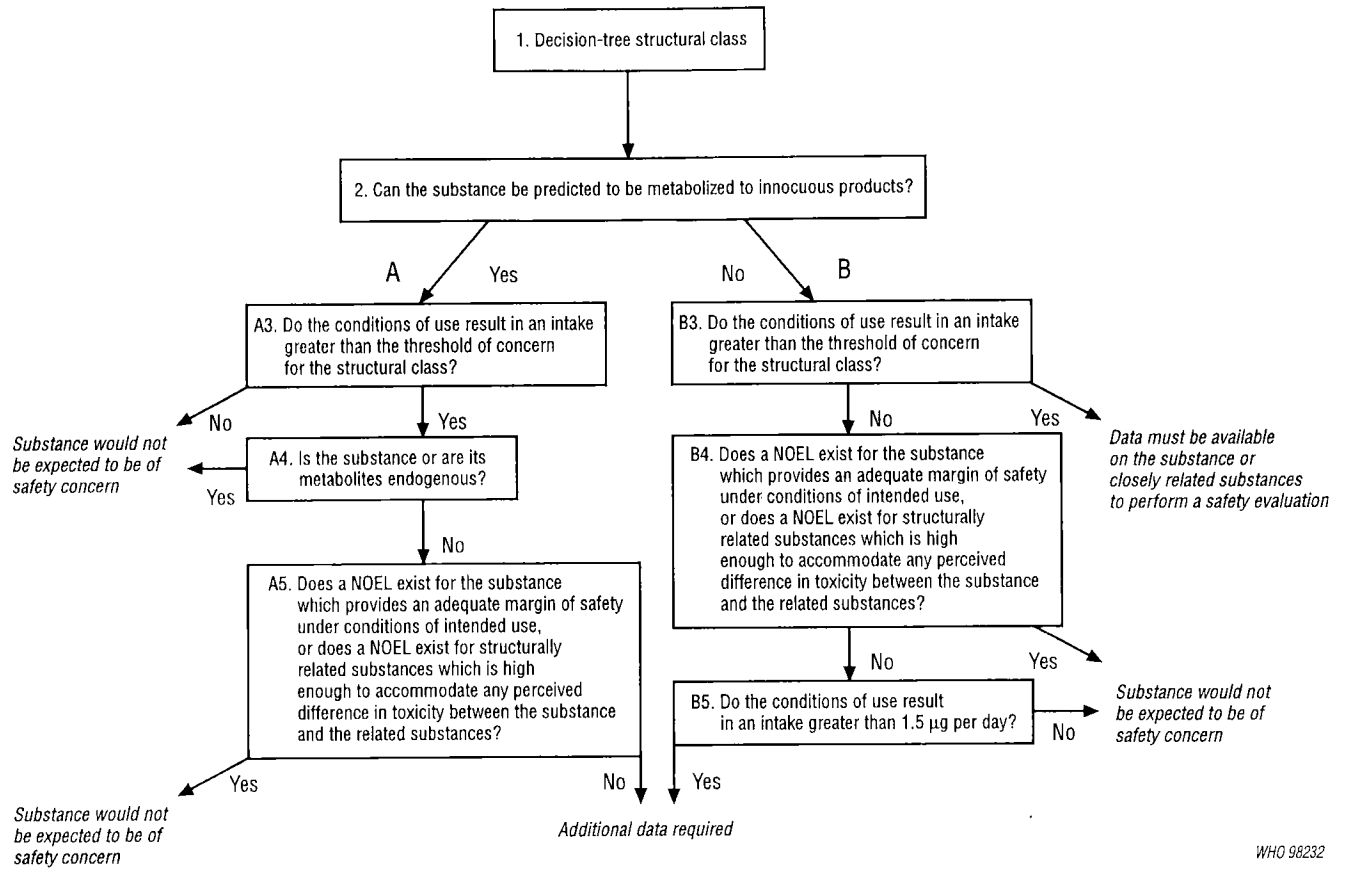 1. Decision-tree structural class
2. Can the substance be predicted to be metabolized to innocuous products?
A
Yes
No
B
A3. Do the conditions of use result in an intake
greater than the threshold of concern
for the structural class?
B3. Do the conditions of use result in an intake
greater than the threshold of concern
for the structural class?
No
Yes
No
Yes
Substance would not
be expected to be of
safety concern
A4. Is the substance or are its
metabolites endogenous?
Yes
B4. Does a NOEL exist for the substance
which provides an adequate margin of safety
under conditions of intended use,
or does a NOEL exist for structurally
related substances which is high
enough to accommodate any perceived
difference in toxicity between the substance
and the related substances?
Data must be available
on the substance or
closely related substances
to perform a safety evaluation
No
A5. Does a NOEL exist for the substance
which provides an adequate margin of safety
under conditions of intended use,
or does a NOEL exist for structurally
related substances which is high
enough to accommodate any perceived
difference in toxicity between the substance
and the related substances?
No
Yes
B5. Do the conditions of use result
in an intake greater than 1.5 µg per day?
No
Substance would not
be expected to be of
safety concern
Yes
No
Yes
Substance would not
be expected to be of
safety concern
Additional data required
WHO 98232